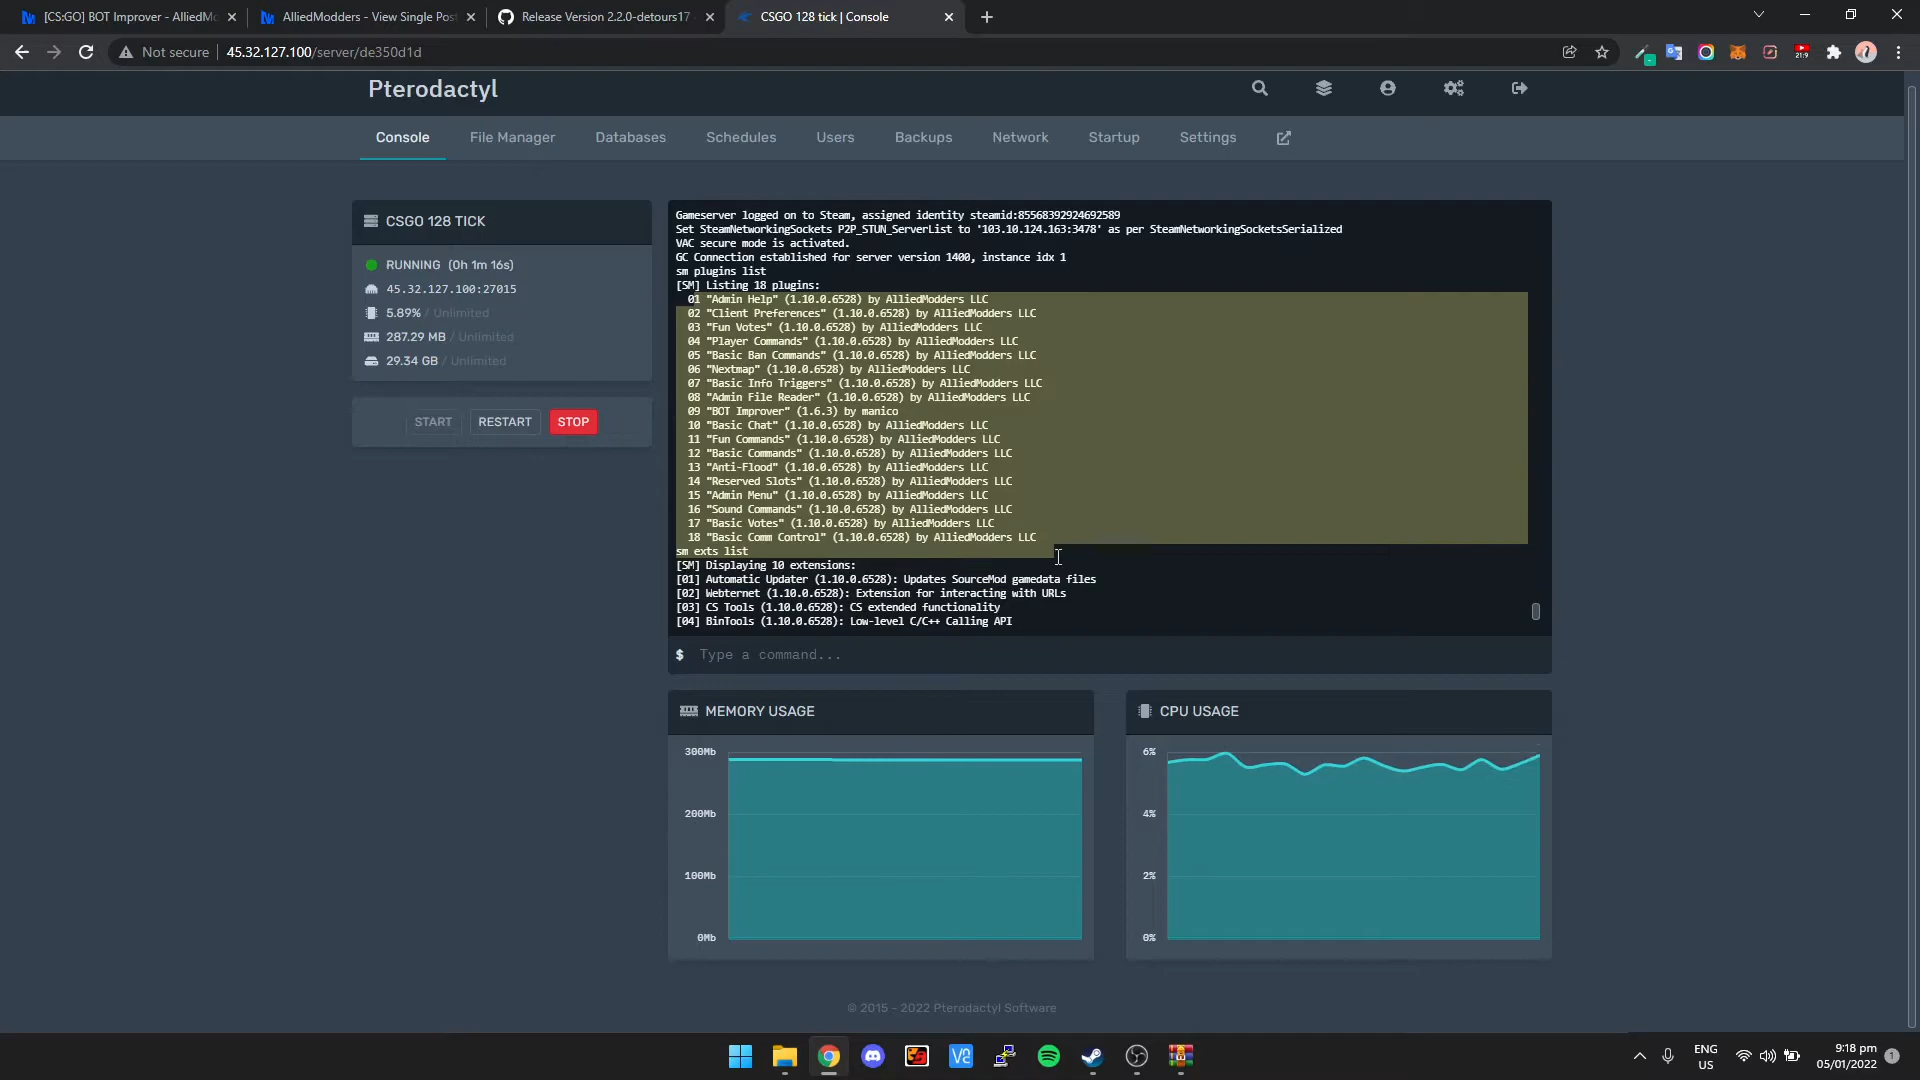 [CS:GO] BOT Improver - AlliedMo
AlliedModders - View Single Post
Release Version 2.2.0-detours17
CSGO 128 tick | Console
Not secure
45.32.127.100/server/de350d1d
21:9
Pterodactyl
Console
File Manager
Databases
Schedules
Users
Backups
Network
Startup
Settings
CSGO 128 TICK
RUNNING (0h 1m 16s)
45.32.127.100:27015
5.89% / Unlimited
287.29 MB / Unlimited
29.34 GB / Unlimited
START
RESTART
STOP
Gameserver logged on to Steam, assigned identity steamid:85568392924692589
Set SteamNetworkingSockets P2P_STUN_ServerList to '103.10.124.163:3478' as per SteamNetworkingSocketsSerialized
VAC secure mode is activated.
GC Connection established for server version 1400, instance idx 1
sm plugins list
[SM] Listing 18 plugins:
01 "Admin Help" (1.10.0.6528) by AlliedModders LLC
02 "Client Preferences" (1.10.0.6528) by AlliedModders LLC
03 "Fun Votes" (1.10.0.6528) by AlliedModders LLC
04 "Player Commands" (1.10.0.6528) by AlliedModders LLC
05 "Basic Ban Commands" (1.10.0.6528) by AlliedModders LLC
06 "Nextmap" (1.10.0.6528) by AlliedModders LLC
07 "Basic Info Triggers" (1.10.0.6528) by AlliedModders LLC
08 "Admin File Reader" (1.10.0.6528) by AlliedModders LLC
09 "BOT Improver" (1.6.3) by manico
10 "Basic Chat" (1.10.0.6528) by AlliedModders LLC
11 "Fun Commands" (1.10.0.6528) by AlliedModders LLC
12 "Basic Commands" (1.10.0.6528) by AlliedModders LLC
13 "Anti-Flood" (1.10.0.6528) by AlliedModders LLC
14 "Reserved Slots" (1.10.0.6528) by AlliedModders LLC
15 "Admin Menu" (1.10.0.6528) by AlliedModders LLC
16 "Sound Commands" (1.10.0.6528) by AlliedModders LLC
17 "Basic Votes" (1.10.0.6528) by AlliedModders LLC
18 "Basic Comm Control" (1.10.0.6528) by AlliedModders LLC
sm exts list
[SM] Displaying 10 extensions:
[01] Automatic Updater (1.10.0.6528): Updates SourceMod gamedata files
[02] Webternet (1.10.0.6528): Extension for interacting with URLs
[03] CS Tools (1.10.0.6528): CS extended functionality
[04] BinTools (1.10.0.6528): Low-level C/C++ Calling API
$ Type a command...
MEMORY USAGE
300Mb
200Mb
100Mb
0Mb
CPU USAGE
6%
4%
2%
0%
© 2015 - 2022 Pterodactyl Software
ENG
US
9:18 pm
05/01/2022
1